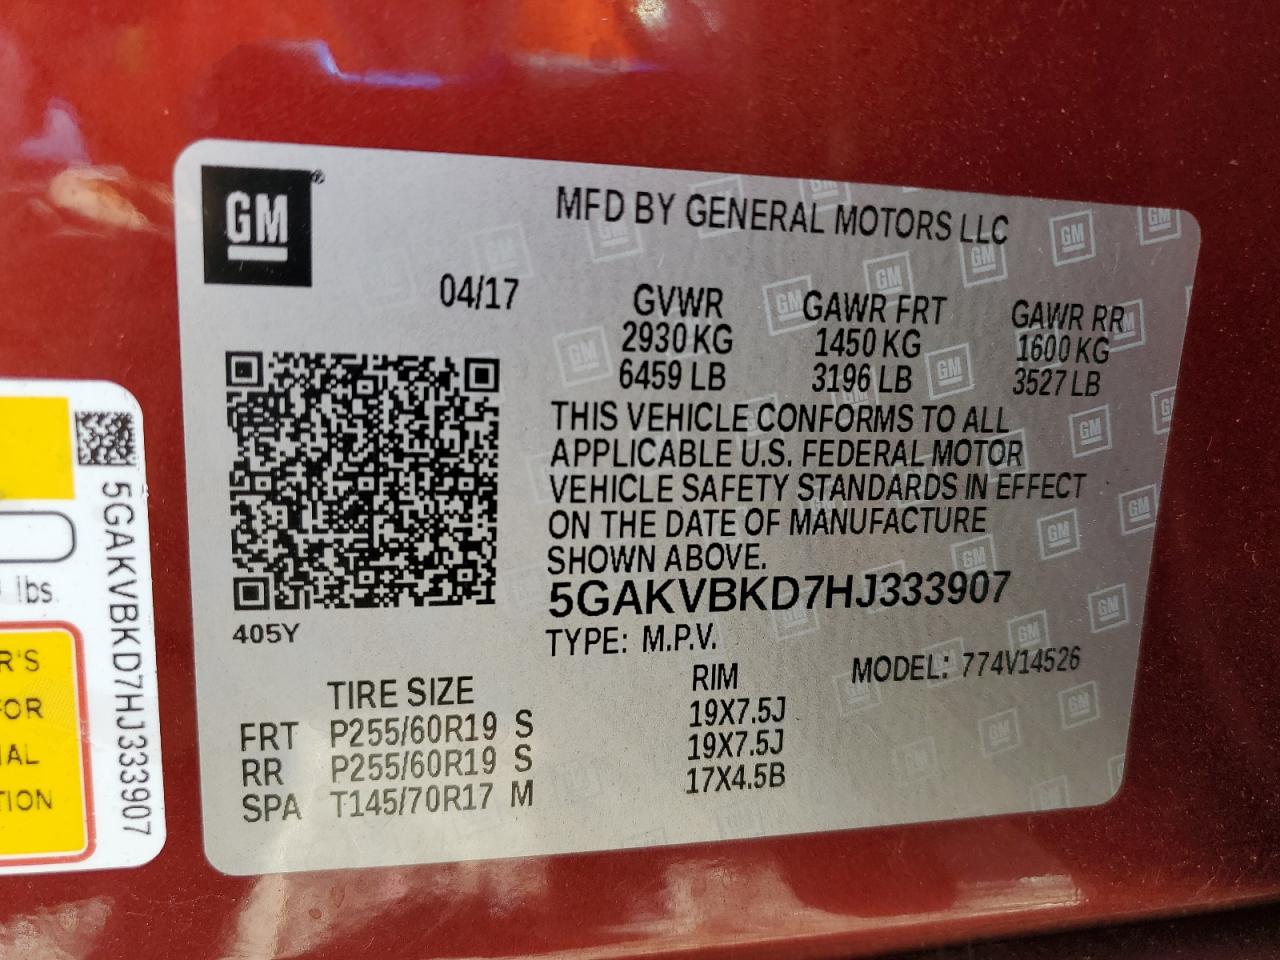 GM
MFD BY GENERAL MOTORS LLC
04/17
GVWR GAWR FRT GAWR RR
2930 KG 1450 KG 1600 KG
6459 LB 3196 LB 3527 LB
THIS VEHICLE CONFORMS TO ALL
APPLICABLE U.S. FEDERAL MOTOR
VEHICLE SAFETY STANDARDS IN EFFECT
ON THE DATE OF MANUFACTURE
SHOWN ABOVE.
5GAKVBKD7HJ333907
405Y
TYPE: M.P.V.
MODEL: 774V14526
TIRE SIZE RIM
FRT P255/60R19 S 19X7.5J
RR P255/60R19 S 19X7.5J
SPA T145/70R17 M 17X4.5B
5GAKVBKD7HJ333907
lbs.
R'S
FOR
IAL
TION